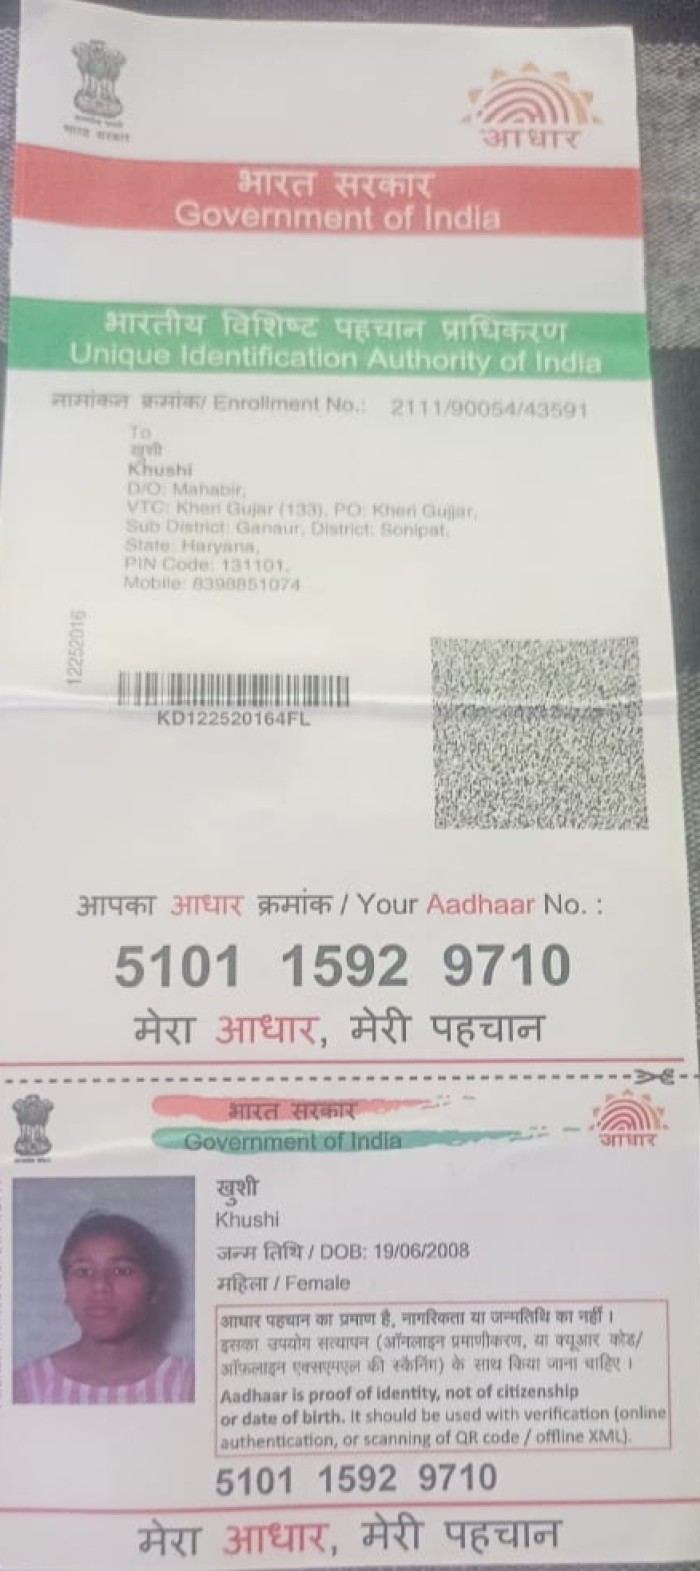 भारत सरकार
आधार
भारत सरकार
Government of India
भारतीय विशिष्ट पहचान प्राधिकरण
Unique Identification Authority of India
नामांकन क्रमांक/ Enrollment No.: 2111/90054/43591
To
खुशी
Khushi
D/O: Mahabir,
VTC: Kheri Gujar (133), PO: Kheri Gujjar,
Sub District: Ganaur, District: Sonipat,
State: Haryana,
PIN Code: 131101,
Mobile: 8398851074
12252016
KD122520164FL
आपका आधार क्रमांक / Your Aadhaar No. :
5101 1592 9710
मेरा आधार, मेरी पहचान
भारत सरकार
Government of India
आधार
खुशी
Khushi
जन्म तिथि / DOB: 19/06/2008
महिला / Female
आधार पहचान का प्रमाण है, नागरिकता या जन्मतिथि का नहीं ।
इसका उपयोग सत्यापन (ऑनलाइन प्रमाणीकरण, या क्यूआर कोड/
ऑफ़लाइन एक्सएमएल की स्कैनिंग) के साथ किया जाना चाहिए ।
Aadhaar is proof of identity, not of citizenship
or date of birth. It should be used with verification (online
authentication, or scanning of QR code / offline XML).
5101 1592 9710
मेरा आधार, मेरी पहचान